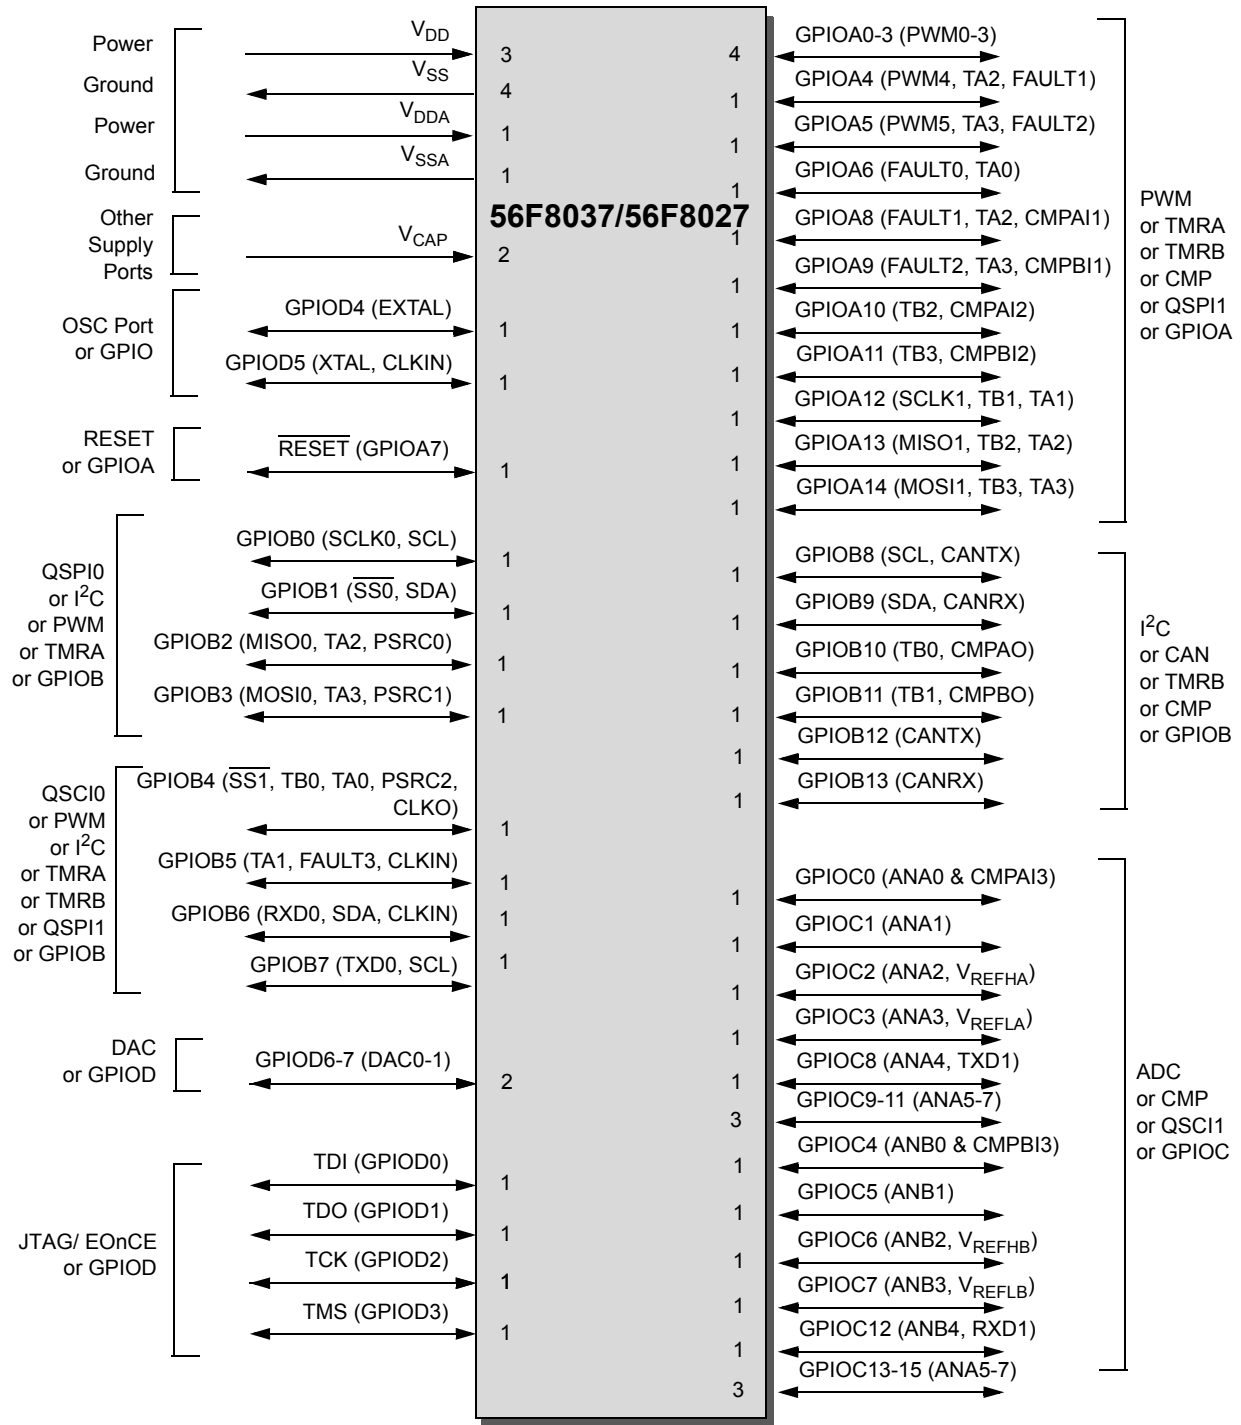 Power
V_DD
3
Ground
V_SS
4
Power
V_DDA
1
Ground
V_SSA
1
Other
Supply
Ports
V_CAP
2
OSC Port
or GPIO
GPIOD4 (EXTAL)
1
GPIOD5 (XTAL, CLKIN)
1
RESET
or GPIOA
RESET (GPIOA7)
1
QSPI0
or I²C
or PWM
or TMRA
or GPIOB
GPIOB0 (SCLK0, SCL)
1
GPIOB1 (SS0, SDA)
1
GPIOB2 (MISO0, TA2, PSRC0)
1
GPIOB3 (MOSI0, TA3, PSRC1)
1
QSCI0
or PWM
or I²C
or TMRA
or TMRB
or QSPI1
or GPIOB
GPIOB4 (SS1, TB0, TA0, PSRC2,
CLKO)
1
GPIOB5 (TA1, FAULT3, CLKIN)
1
GPIOB6 (RXD0, SDA, CLKIN)
1
GPIOB7 (TXD0, SCL)
1
DAC
or GPIOD
GPIOD6-7 (DAC0-1)
2
JTAG/ EOnCE
or GPIOD
TDI (GPIOD0)
1
TDO (GPIOD1)
1
TCK (GPIOD2)
1
TMS (GPIOD3)
1
56F8037/56F8027
4
GPIOA0-3 (PWM0-3)
1
GPIOA4 (PWM4, TA2, FAULT1)
1
GPIOA5 (PWM5, TA3, FAULT2)
1
GPIOA6 (FAULT0, TA0)
1
GPIOA8 (FAULT1, TA2, CMPAI1)
1
GPIOA9 (FAULT2, TA3, CMPBI1)
1
GPIOA10 (TB2, CMPAI2)
1
GPIOA11 (TB3, CMPBI2)
1
GPIOA12 (SCLK1, TB1, TA1)
1
GPIOA13 (MISO1, TB2, TA2)
1
GPIOA14 (MOSI1, TB3, TA3)
PWM
or TMRA
or TMRB
or CMP
or QSPI1
or GPIOA
1
GPIOB8 (SCL, CANTX)
1
GPIOB9 (SDA, CANRX)
1
GPIOB10 (TB0, CMPAO)
1
GPIOB11 (TB1, CMPBO)
1
GPIOB12 (CANTX)
1
GPIOB13 (CANRX)
I²C
or CAN
or TMRB
or CMP
or GPIOB
1
GPIOC0 (ANA0 & CMPAI3)
1
GPIOC1 (ANA1)
1
GPIOC2 (ANA2, V_REFHA)
1
GPIOC3 (ANA3, V_REFLA)
1
GPIOC8 (ANA4, TXD1)
3
GPIOC9-11 (ANA5-7)
1
GPIOC4 (ANB0 & CMPBI3)
1
GPIOC5 (ANB1)
1
GPIOC6 (ANB2, V_REFHB)
1
GPIOC7 (ANB3, V_REFLB)
1
GPIOC12 (ANB4, RXD1)
3
GPIOC13-15 (ANA5-7)
ADC
or CMP
or QSCI1
or GPIOC